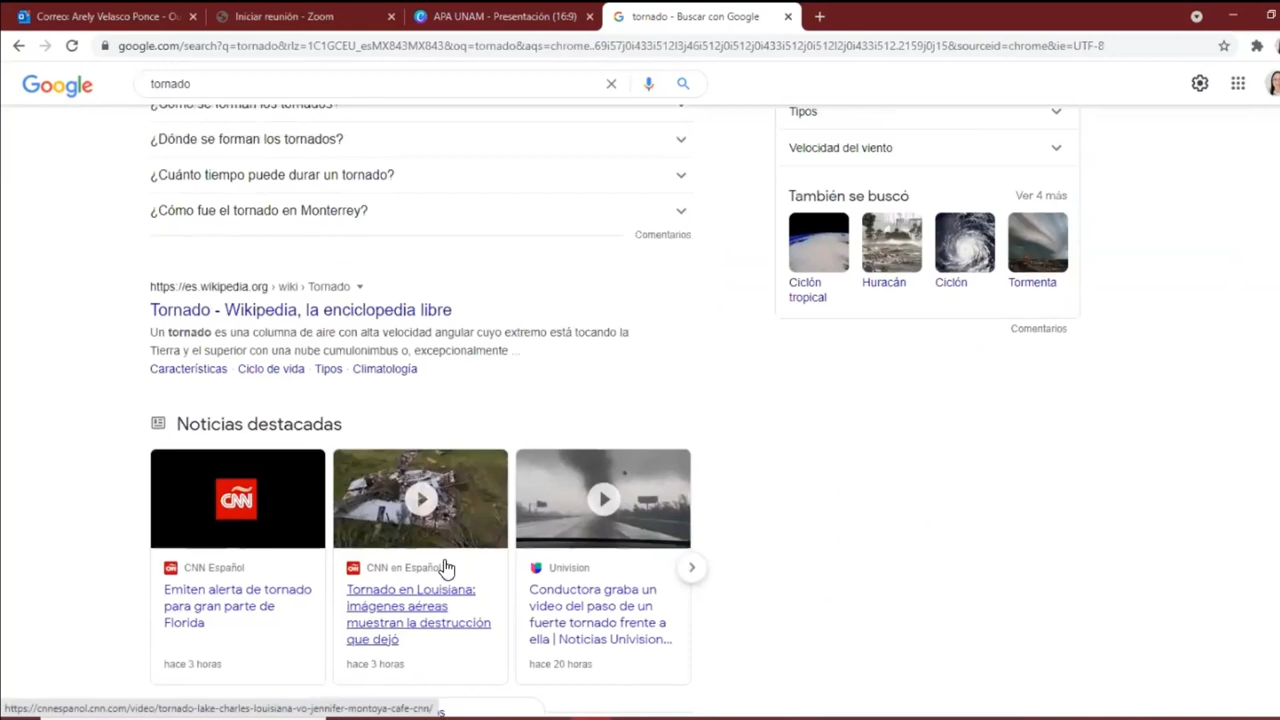 Correo: Arely Velasco Ponce - Ou
Iniciar reunión - Zoom
APA UNAM - Presentación (16:9)
tornado - Buscar con Google
google.com/search?q=tornado&rlz=1C1GCEU_esMX843MX843&oq=tornado&aqs=chrome..69i57j0i433i512l3j46i512j0i512j0i433i512j0i512l2j0i433i512.2159j0j15&sourceid=chrome&ie=UTF-8
Google
tornado
¿Cómo se forman los tornados?
¿Dónde se forman los tornados?
¿Cuánto tiempo puede durar un tornado?
¿Cómo fue el tornado en Monterrey?
Comentarios
Tipos
Velocidad del viento
También se buscó
Ver 4 más
Ciclón tropical
Huracán
Ciclón
Tormenta
Comentarios
https://es.wikipedia.org › wiki › Tornado
Tornado - Wikipedia, la enciclopedia libre
Un tornado es una columna de aire con alta velocidad angular cuyo extremo está tocando la
Tierra y el superior con una nube cumulonimbus o, excepcionalmente ...
Características · Ciclo de vida · Tipos · Climatología
Noticias destacadas
CNN
ñ
CNN Español
Emiten alerta de tornado
para gran parte de
Florida
hace 3 horas
CNN en Español
Tornado en Louisiana:
imágenes aéreas
muestran la destrucción
que dejó
hace 3 horas
Univision
Conductora graba un
video del paso de un
fuerte tornado frente a
ella | Noticias Univision...
hace 20 horas
https://cnnespanol.cnn.com/video/tornado-lake-charles-louisiana-vo-jennifer-montoya-cafe-cnn/